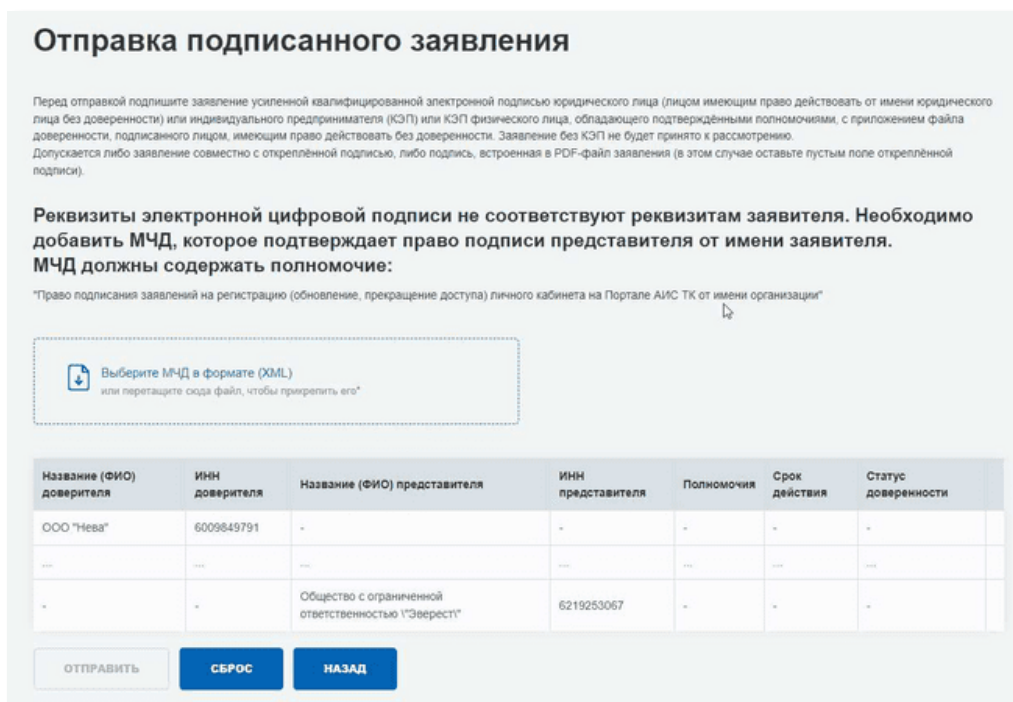 Отправка подписанного заявления
Перед отправкой подпишите заявление усиленной квалифицированной электронной подписью юридического лица (лицом имеющим право действовать от имени юридического
лица без доверенности) или индивидуального предпринимателя (КЭП) или КЭП физического лица, обладающего подтверждёнными полномочиями, с приложением файла
доверенности, подписанного лицом, имеющим право действовать без доверенности. Заявление без КЭП не будет принято к рассмотрению.
Допускается либо заявление совместно с откреплённой подписью, либо подпись, встроенная в PDF-файл заявления (в этом случае оставьте пустым поле откреплённой
подписи).
Реквизиты электронной цифровой подписи не соответствуют реквизитам заявителя. Необходимо
добавить МЧД, которое подтверждает право подписи представителя от имени заявителя.
МЧД должны содержать полномочие:
"Право подписания заявлений на регистрацию (обновление, прекращение доступа) личного кабинета на Портале АИС ТК от имени организации"
Выберите МЧД в формате (XML)
или перетащите сюда файл, чтобы прикрепить его*
Название (ФИО) доверителя ИНН доверителя Название (ФИО) представителя ИНН представителя Полномочия Срок действия Статус доверенности
ООО "Нева" 6009849791 - - - - -
... ... ... ... ... ... ...
- - Общество с ограниченной ответственностью \"Эверест\" 6219253067 - - -
ОТПРАВИТЬ СБРОС НАЗАД